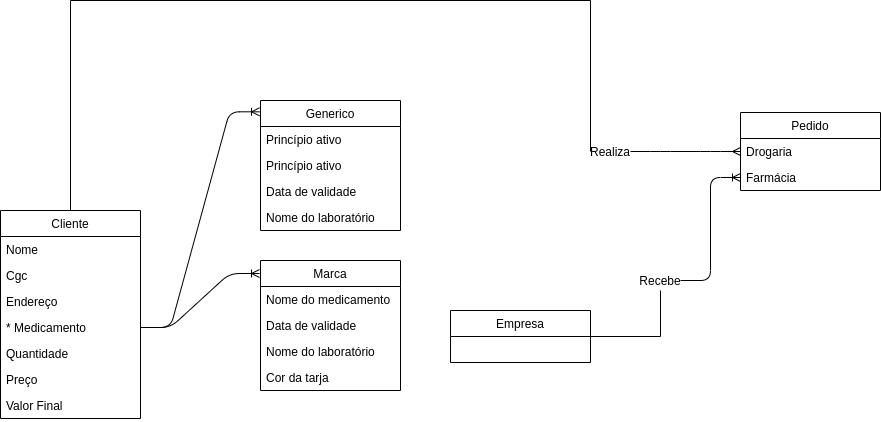 Generico
Princípio ativo
Princípio ativo
Data de validade
Nome do laboratório
Pedido
Drogaria
Farmácia
Realiza
Cliente
Nome
Cgc
Endereço
* Medicamento
Quantidade
Preço
Valor Final
Marca
Nome do medicamento
Data de validade
Nome do laboratório
Cor da tarja
Recebe
Empresa